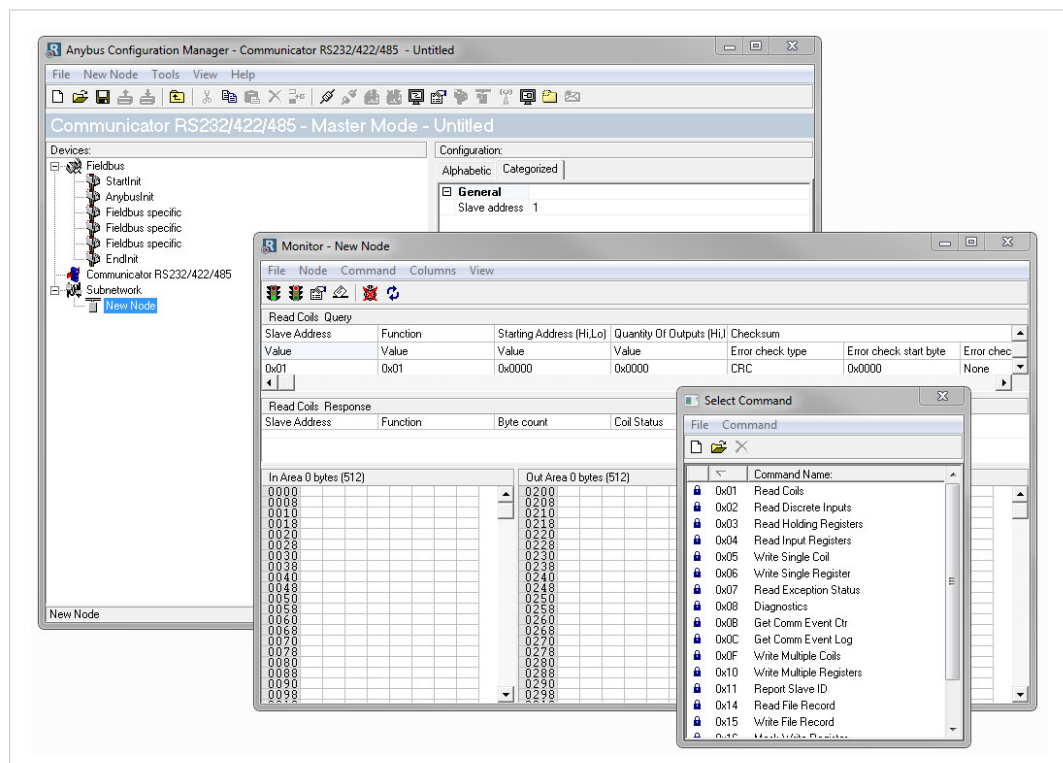 Anybus Configuration Manager - Communicator RS232/422/485 - Untitled
File New Node Tools View Help
Communicator RS232/422/485 - Master Mode - Untitled
Devices:
Fieldbus
StartInit
AnybusInit
Fieldbus specific
Fieldbus specific
Fieldbus specific
EndInit
Communicator RS232/422/485
Subnetwork
New Node
New Node
Configuration:
Alphabetic Categorized
General
Slave address 1
Monitor - New Node
File Node Command Columns View
Read Coils Query
Slave Address Function Starting Address (Hi,Lo) Quantity Of Outputs (Hi,l Checksum
Value Value Value Value Error check type Error check start byte Error chec
0x01 0x01 0x0000 0x0000 CRC 0x0000 None
Read Coils Response
Slave Address Function Byte count Coil Status
In Area 0 bytes (512)
0000
0008
0010
0018
0020
0028
0030
0038
0040
0048
0050
0058
0060
0068
0070
0078
0080
0088
0090
0098
Out Area 0 bytes (512)
0200
0208
0210
0218
0220
0228
0230
0238
0240
0248
0250
0258
0260
0268
0270
0278
0280
0288
0290
0298
Select Command
File Command
Command Name:
0x01 Read Coils
0x02 Read Discrete Inputs
0x03 Read Holding Registers
0x04 Read Input Registers
0x05 Write Single Coil
0x06 Write Single Register
0x07 Read Exception Status
0x08 Diagnostics
0x0B Get Comm Event Ctr
0x0C Get Comm Event Log
0x0F Write Multiple Coils
0x10 Write Multiple Registers
0x11 Report Slave ID
0x14 Read File Record
0x15 Write File Record
0x16 Mask Write Register